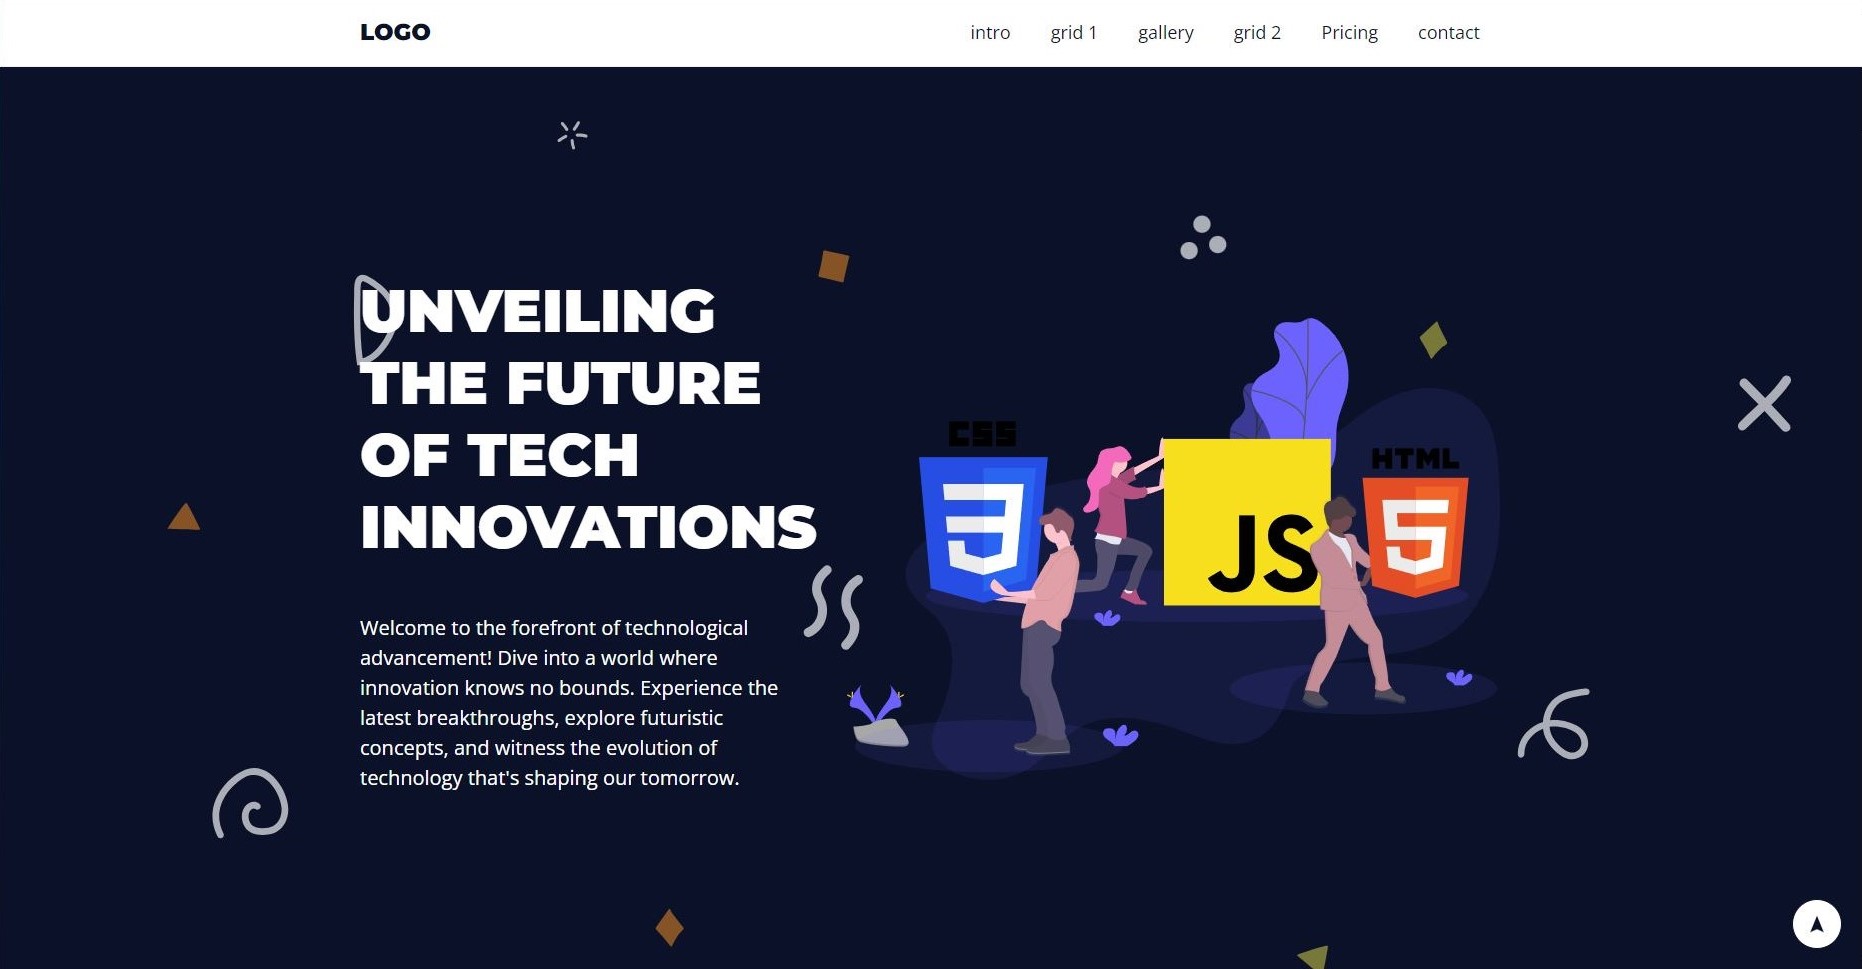 LOGO
intro
grid 1
gallery
grid 2
Pricing
contact
UNVEILING
THE FUTURE
OF TECH
INNOVATIONS
Welcome to the forefront of technological
advancement! Dive into a world where
innovation knows no bounds. Experience the
latest breakthroughs, explore futuristic
concepts, and witness the evolution of
technology that's shaping our tomorrow.
CSS
3
JS
HTML
5